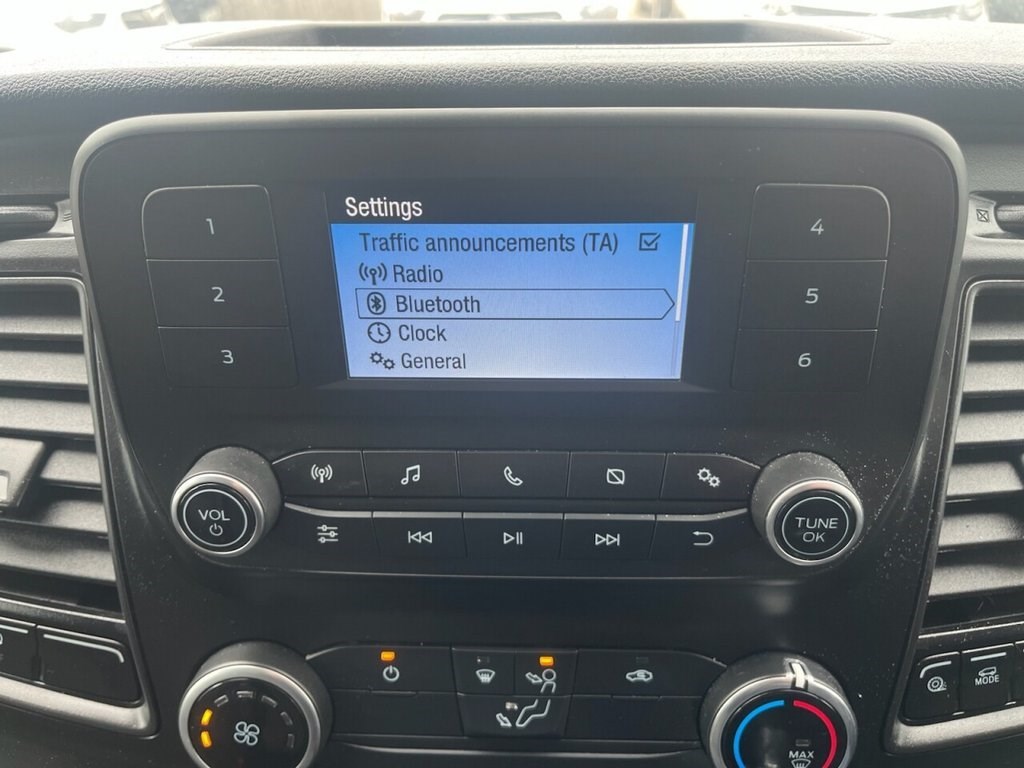 Settings
Traffic announcements (TA)
Radio
Bluetooth
Clock
General
1
2
3
4
5
6
VOL
TUNE
OK
MODE
MAX